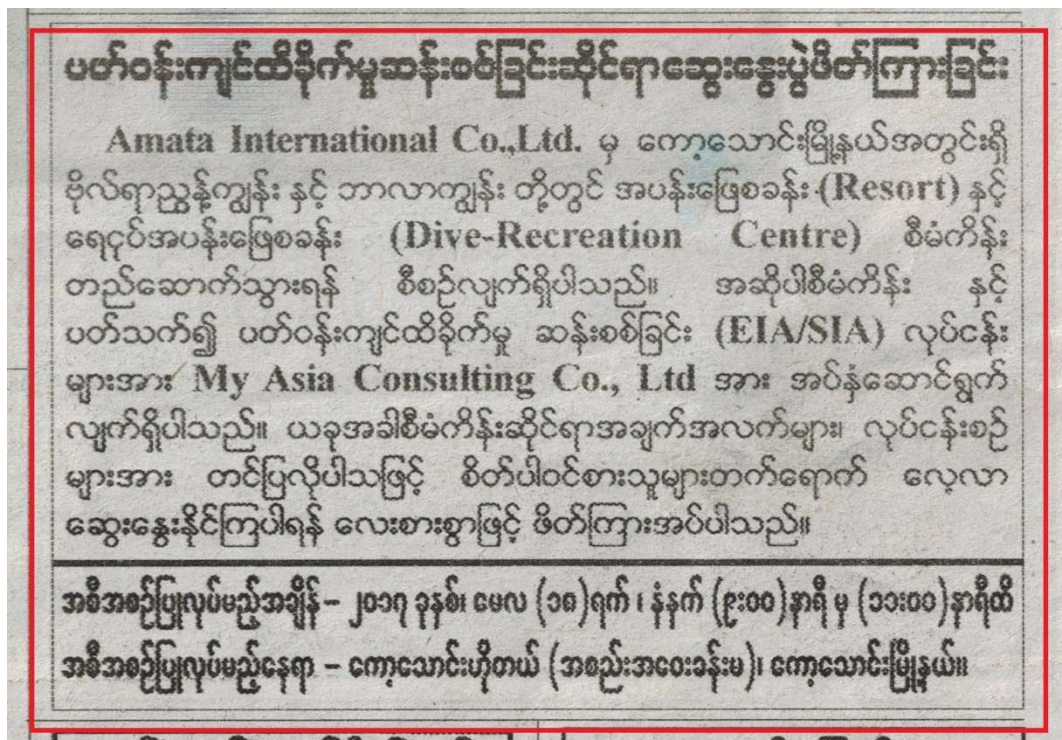 ပတ်ဝန်းကျင်ထိခိုက်မှုဆန်းစစ်ခြင်းဆိုင်ရာဆွေးနွေးပွဲဖိတ်ကြားခြင်း
Amata International Co.,Ltd. မှ ကော့သောင်းမြို့နယ်အတွင်းရှိ
ဗိုလ်ရာညွန့်ကျွန်း နှင့် ဘာလာကျွန်း တို့တွင် အပန်းဖြေစခန်း (Resort) နှင့်
ရေငုပ်အပန်းဖြေစခန်း (Dive-Recreation Centre) စီမံကိန်း
တည်ဆောက်သွားရန် စီစဉ်လျက်ရှိပါသည်။ အဆိုပါစီမံကိန်း နှင့်
ပတ်သက်၍ ပတ်ဝန်းကျင်ထိခိုက်မှု ဆန်းစစ်ခြင်း (EIA/SIA) လုပ်ငန်း
များအား My Asia Consulting Co., Ltd အား အပ်နှံဆောင်ရွက်
လျက်ရှိပါသည်။ ယခုအခါစီမံကိန်းဆိုင်ရာအချက်အလက်များ၊ လုပ်ငန်းစဉ်
များအား တင်ပြလိုပါသဖြင့် စိတ်ပါဝင်စားသူများတက်ရောက် လေ့လာ
ဆွေးနွေးနိုင်ကြပါရန် လေးစားစွာဖြင့် ဖိတ်ကြားအပ်ပါသည်။
အစီအစဉ်ပြုလုပ်မည့်အချိန် – ၂၀၁၇ ခုနှစ်၊ မေလ (၁၈)ရက် ၊ နံနက် (၉:၀၀)နာရီ မှ (၁၁:၀၀)နာရီထိ
အစီအစဉ်ပြုလုပ်မည့်နေရာ – ကော့သောင်းဟိုတယ် (အစည်းအဝေးခန်းမ)၊ ကော့သောင်းမြို့နယ်။